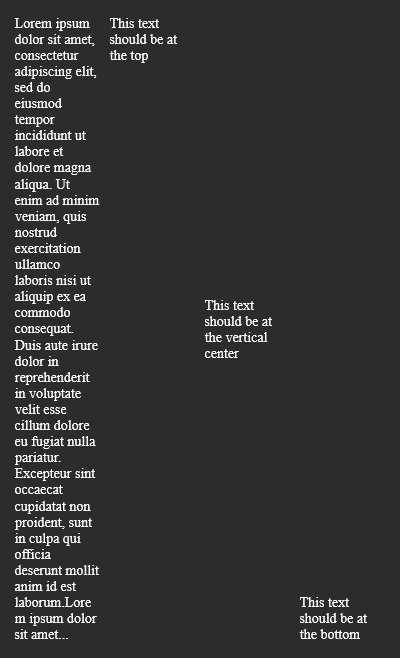 Lorem ipsum
dolor sit amet,
consectetur
adipiscing elit,
sed do
eiusmod
tempor
incididunt ut
labore et
dolore magna
aliqua. Ut
enim ad minim
veniam, quis
nostrud
exercitation
ullamco
laboris nisi ut
aliquip ex ea
commodo
consequat.
Duis aute irure
dolor in
reprehenderit
in voluptate
velit esse
cillum dolore
eu fugiat nulla
pariatur.
Excepteur sint
occaecat
cupidatat non
proident, sunt
in culpa qui
officia
deserunt mollit
anim id est
laborum.Lore
m ipsum dolor
sit amet...
This text
should be at
the top
This text
should be at
the vertical
center
This text
should be at
the bottom